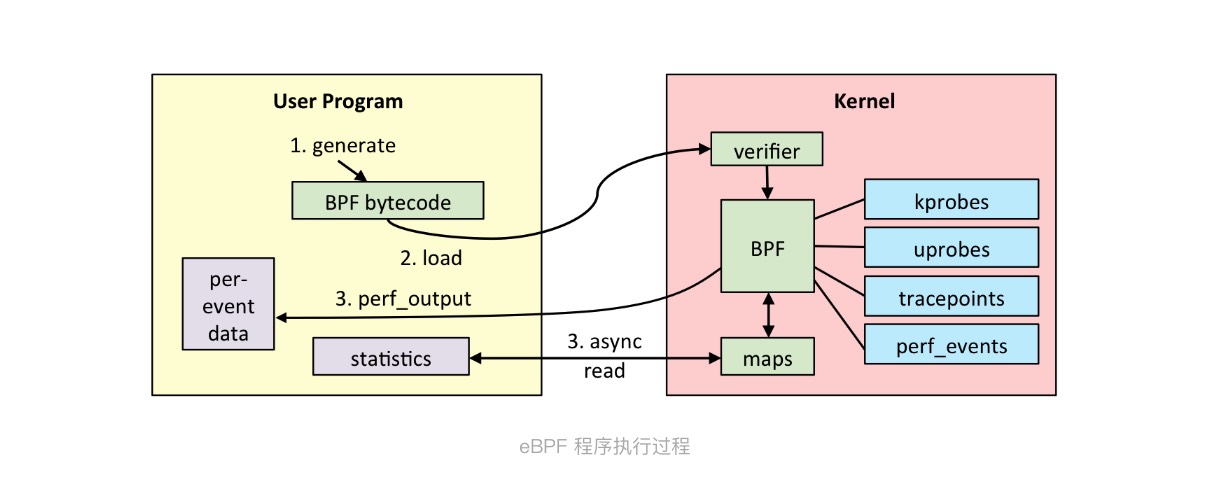 User Program
1. generate
BPF bytecode
2. load
per-
event
data
3. perf_output
statistics
3. async
read
Kernel
verifier
BPF
maps
kprobes
uprobes
tracepoints
perf_events
eBPF 程序执行过程